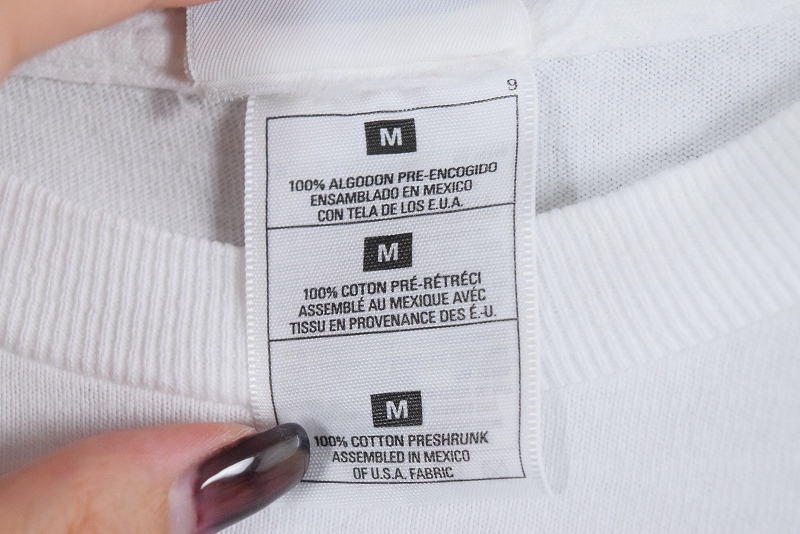 9
M
100% ALGODON PRE-ENCOGIDO
ENSAMBLADO EN MEXICO
CON TELA DE LOS E.U.A.
M
100% COTON PRÉ-RÉTRÉCI
ASSEMBLÉ AU MEXIQUE AVÉC
TISSU EN PROVENANCE DES É.-U.
M
100% COTTON PRESHRUNK
ASSEMBLED IN MEXICO
OF U.S.A. FABRIC